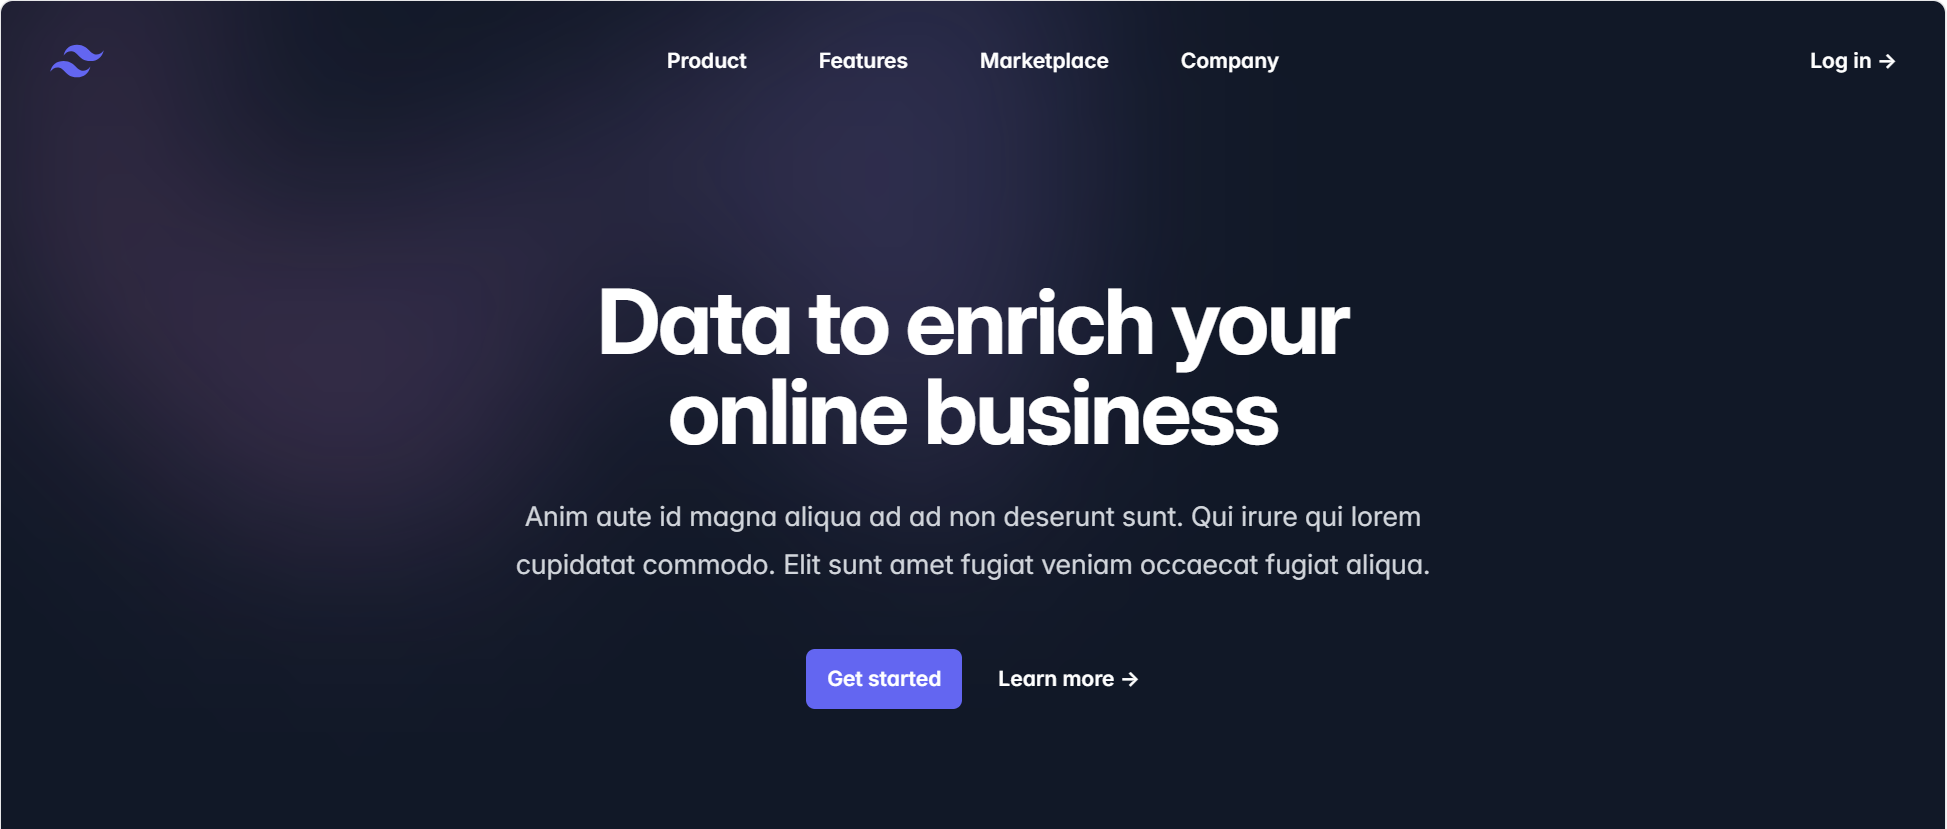 Product Features Marketplace Company Log in →
Data to enrich your
online business
Anim aute id magna aliqua ad ad non deserunt sunt. Qui irure qui lorem
cupidatat commodo. Elit sunt amet fugiat veniam occaecat fugiat aliqua.
Get started Learn more →